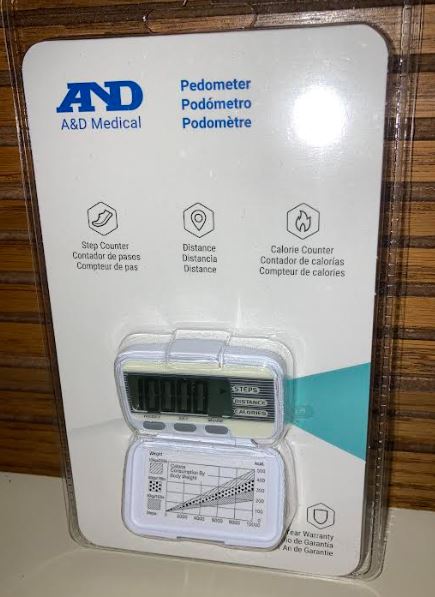 AND
A&D Medical
Pedometer
Podómetro
Podomètre
Step Counter
Contador de pasos
Compteur de pas
Distance
Distancia
Distance
Calorie Counter
Contador de calorías
Compteur de calories
10000
STEPS
DISTANCE
CALORIES
Weight
Calorie
Consumption By
Body Weight
kcal.
500
400
300
200
100
Steps
2000 4000 6000 8000 10000
Year Warranty
de Garantía
An de Garantie